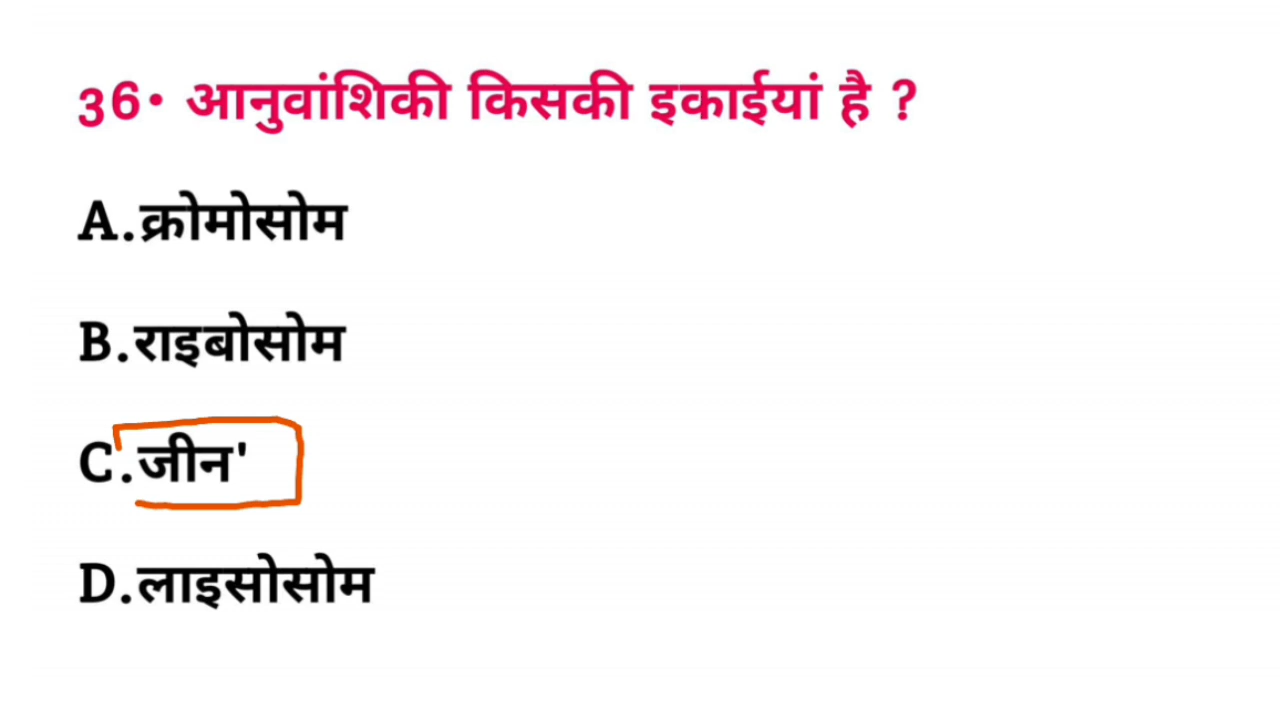 36• आनुवांशिकी किसकी इकाईयां है ?
A.क्रोमोसोम
B.राइबोसोम
C.जीन'
D.लाइसोसोम